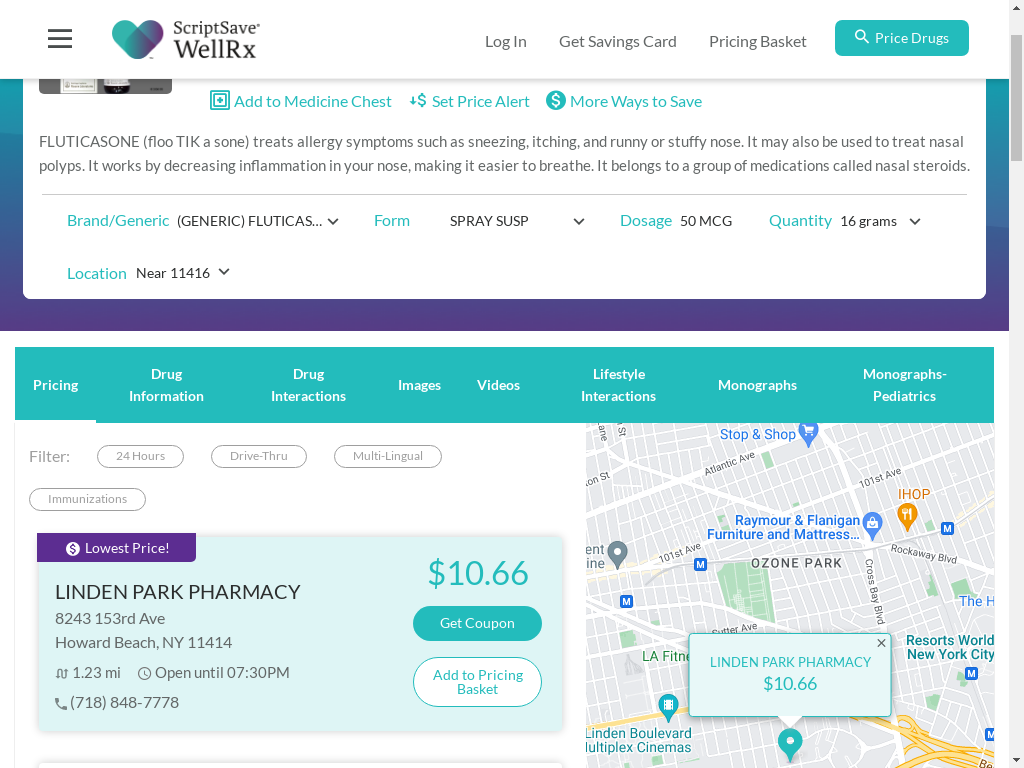 ScriptSave®
WellRx
Log In
Get Savings Card
Pricing Basket
Price Drugs
Add to Medicine Chest
Set Price Alert
More Ways to Save
FLUTICASONE (floo TIK a sone) treats allergy symptoms such as sneezing, itching, and runny or stuffy nose. It may also be used to treat nasal
polyps. It works by decreasing inflammation in your nose, making it easier to breathe. It belongs to a group of medications called nasal steroids.
Brand/Generic (GENERIC) FLUTICAS...
Form SPRAY SUSP
Dosage 50 MCG
Quantity 16 grams
Location Near 11416
Pricing
Drug
Information
Drug
Interactions
Images
Videos
Lifestyle
Interactions
Monographs
Monographs-
Pediatrics
Filter:
24 Hours
Drive-Thru
Multi-Lingual
Immunizations
Lowest Price!
LINDEN PARK PHARMACY
8243 153rd Ave
Howard Beach, NY 11414
1.23 mi
Open until 07:30PM
(718) 848-7778
$10.66
Get Coupon
Add to Pricing
Basket
Lane
St
Stop & Shop
Atlantic Ave
101st Ave
on St
IHOP
Raymour & Flanigan
Furniture and Mattress...
M
ent
ine
101st Ave
M
OZONE PARK
Rockaway Blvd
Cross Bay Blvd
M
The H
Sutter Ave
LA Fitne
Resorts World
New York City
M
LINDEN PARK PHARMACY
$10.66
Linden Boulevard
Multiplex Cinemas
M